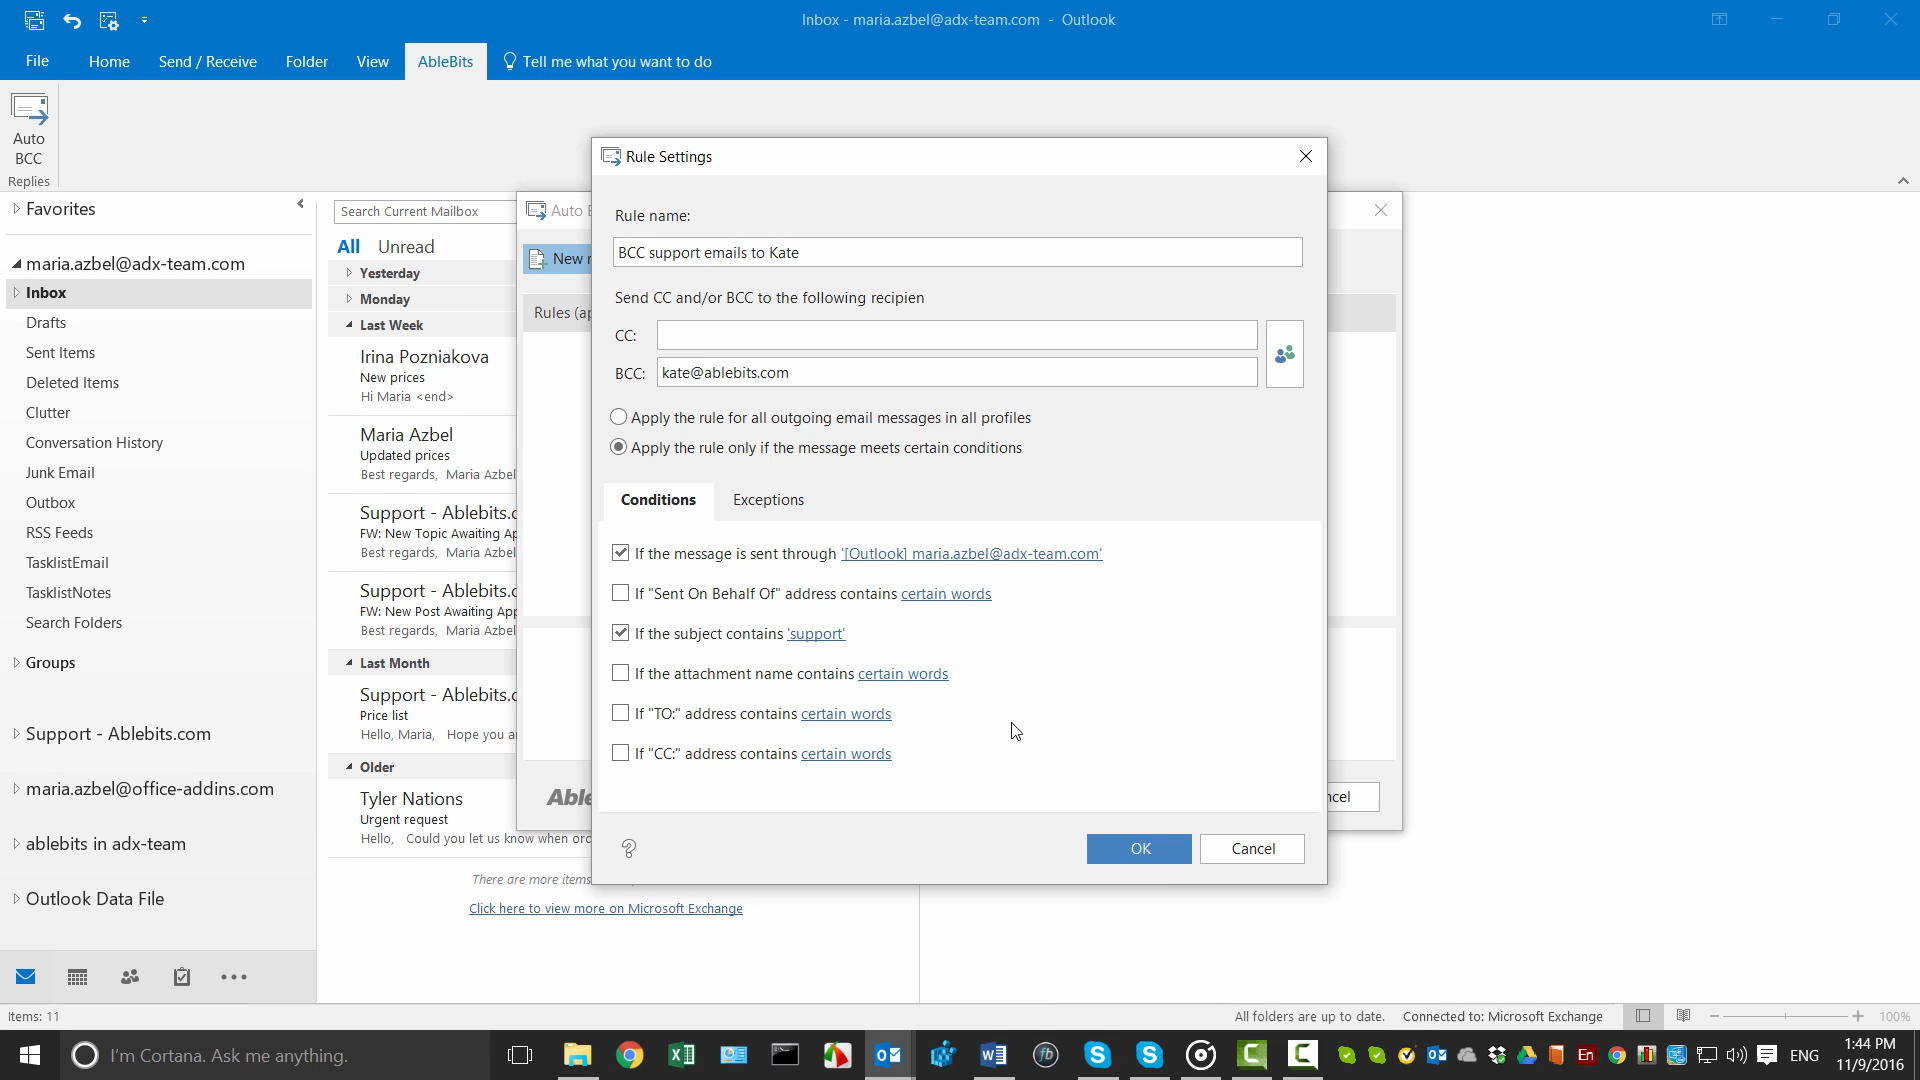 Inbox - maria.azbel@adx-team.com - Outlook
File Home Send / Receive Folder View AbleBits Tell me what you want to do
Auto
BCC
Replies
Favorites
maria.azbel@adx-team.com
Inbox
Drafts
Sent Items
Deleted Items
Clutter
Conversation History
Junk Email
Outbox
RSS Feeds
TasklistEmail
TasklistNotes
Search Folders
Groups
Support - Ablebits.com
maria.azbel@office-addins.com
ablebits in adx-team
Outlook Data File
Search Current Mailbox
All Unread
Yesterday
Monday
Last Week
Irina Pozniakova
New prices
Hi Maria <end>
Maria Azbel
Updated prices
Best regards, Maria Azbel
Support - Ablebits.c
FW: New Topic Awaiting Ap
Best regards, Maria Azbel
Support - Ablebits.c
FW: New Post Awaiting App
Best regards, Maria Azbel
Last Month
Support - Ablebits.c
Price list
Hello, Maria, Hope you a
Older
Tyler Nations
Urgent request
Hello, Could you let us know when orc
There are more items
Click here to view more on Microsoft Exchange
Auto
New r
Rules (ap
Able
ncel
Rule Settings
Rule name:
BCC support emails to Kate
Send CC and/or BCC to the following recipien
CC:
BCC: kate@ablebits.com
Apply the rule for all outgoing email messages in all profiles
Apply the rule only if the message meets certain conditions
Conditions Exceptions
If the message is sent through '[Outlook] maria.azbel@adx-team.com'
If "Sent On Behalf Of" address contains certain words
If the subject contains 'support'
If the attachment name contains certain words
If "TO:" address contains certain words
If "CC:" address contains certain words
? OK Cancel
Items: 11 All folders are up to date. Connected to: Microsoft Exchange 100%
I'm Cortana. Ask me anything. ENG 1:44 PM
11/9/2016